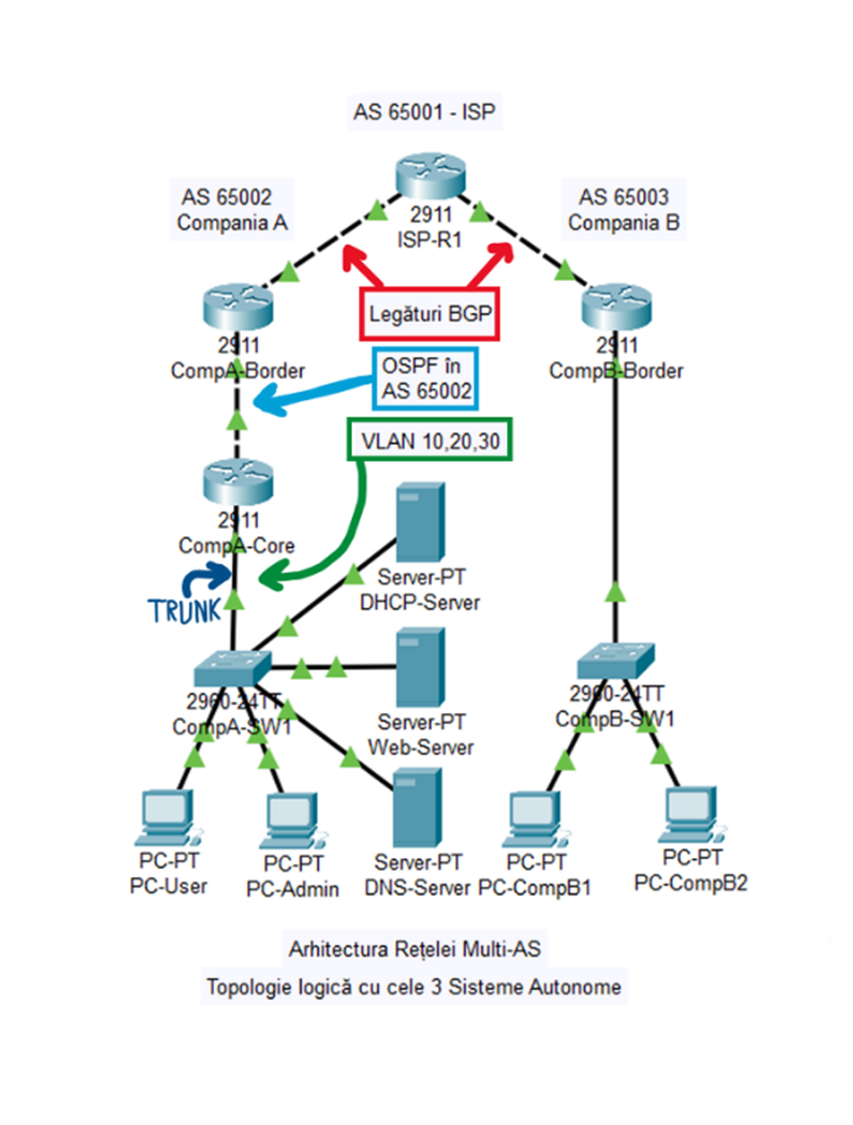 AS 65001 - ISP
AS 65002
Compania A
AS 65003
Compania B
2911
ISP-R1
Legături BGP
2911
CompA-Border
2911
CompB-Border
OSPF în
AS 65002
VLAN 10,20,30
2911
CompA-Core
TRUNK
Server-PT
DHCP-Server
2960-24TT
CompA-SW1
Server-PT
Web-Server
2960-24TT
CompB-SW1
PC-PT
PC-User
PC-PT
PC-Admin
Server-PT
DNS-Server
PC-PT
PC-CompB1
PC-PT
PC-CompB2
Arhitectura Rețelei Multi-AS
Topologie logică cu cele 3 Sisteme Autonome